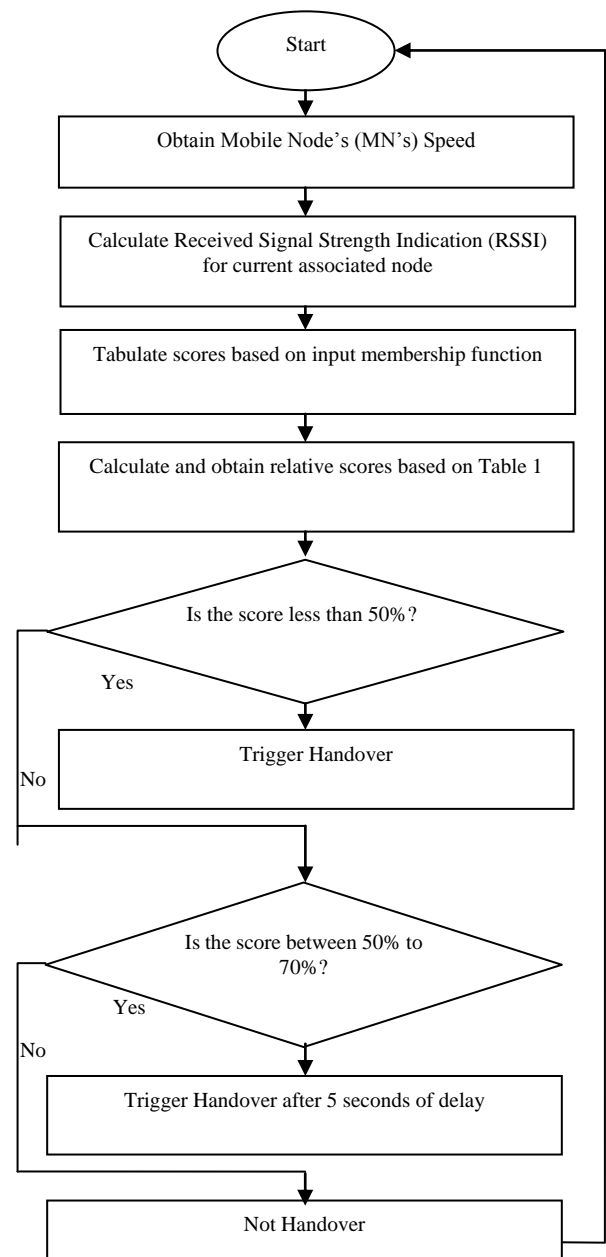 Start
Obtain Mobile Node's (MN's) Speed
Calculate Received Signal Strength Indication (RSSI)
for current associated node
Tabulate scores based on input membership function
Calculate and obtain relative scores based on Table 1
Is the score less than 50%?
Yes
Trigger Handover
No
Is the score between 50% to
70%?
Yes
No
Trigger Handover after 5 seconds of delay
Not Handover